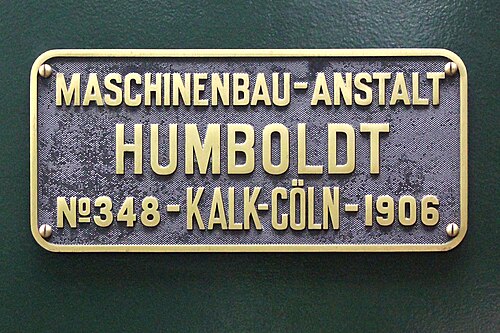 MASCHINENBAU-ANSTALT
HUMBOLDT
No348-KALK-CÖLN-1906